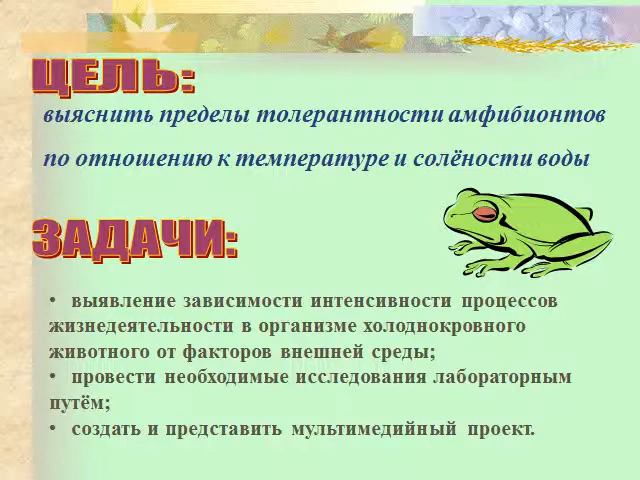 ЦЕЛЬ:
выяснить пределы толерантности амфибионтов
по отношению к температуре и солёности воды
ЗАДАЧИ:
• выявление зависимости интенсивности процессов
жизнедеятельности в организме холоднокровного
животного от факторов внешней среды;
• провести необходимые исследования лабораторным
путём;
• создать и представить мультимедийный проект.